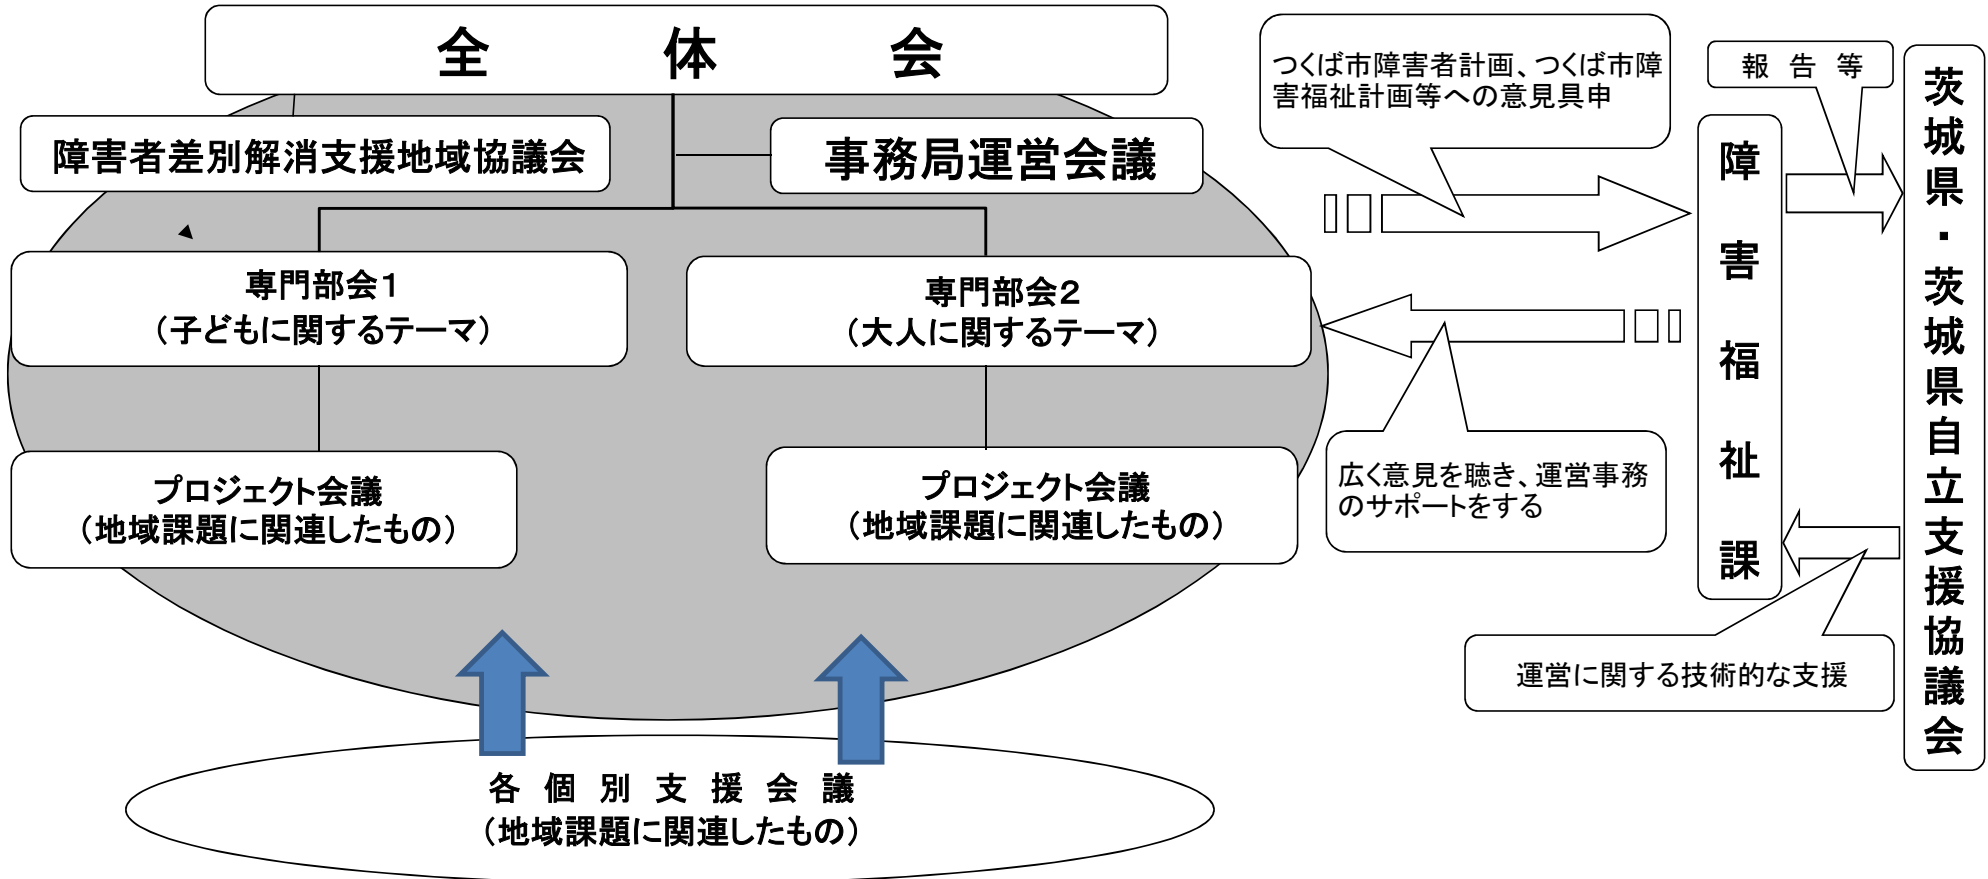 全 体 会
障害者差別解消支援地域協議会
事務局運営会議
専門部会1
(子どもに関するテーマ)
専門部会2
(大人に関するテーマ)
プロジェクト会議
(地域課題に関連したもの)
プロジェクト会議
(地域課題に関連したもの)
各 個 別 支 援 会 議
(地域課題に関連したもの)
つくば市障害者計画、つくば市障
害福祉計画等への意見具申
広く意見を聴き、運営事務
のサポートをする
障害福祉課
報 告 等
運営に関する技術的な支援
茨城県・茨城県自立支援協議会